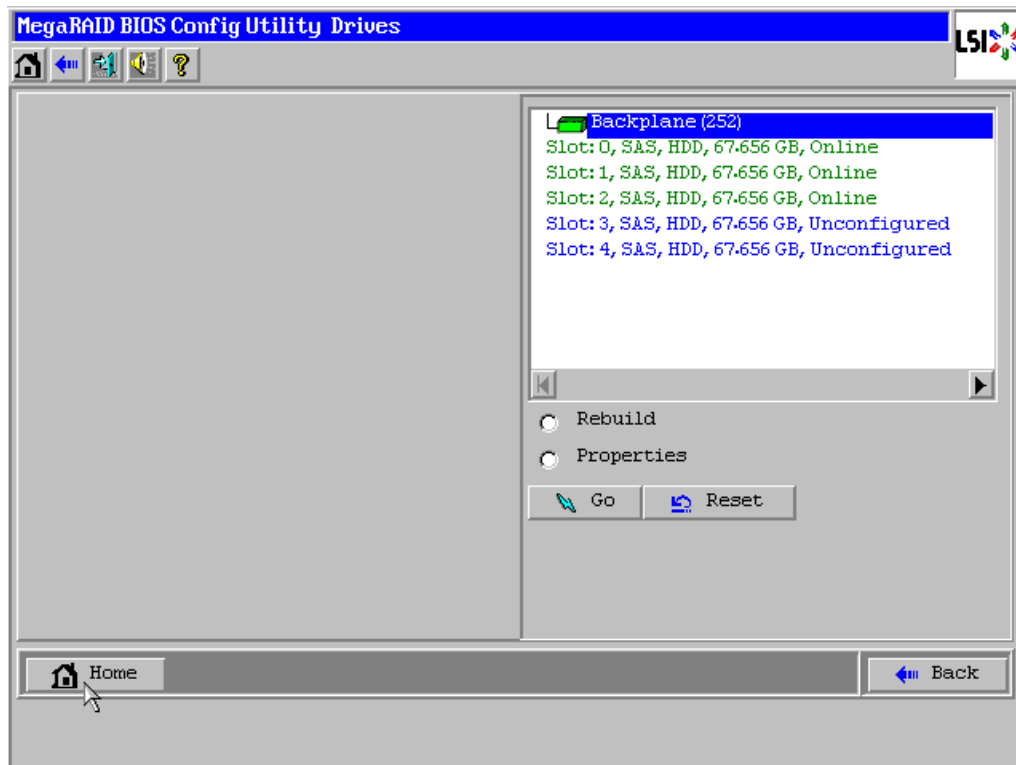 MegaRAID BIOS Config Utility Drives
LSI
Backplane (252)
Slot: 0, SAS, HDD, 67.656 GB, Online
Slot: 1, SAS, HDD, 67.656 GB, Online
Slot: 2, SAS, HDD, 67.656 GB, Online
Slot: 3, SAS, HDD, 67.656 GB, Unconfigured
Slot: 4, SAS, HDD, 67.656 GB, Unconfigured
Rebuild
Properties
Go Reset
Home Back